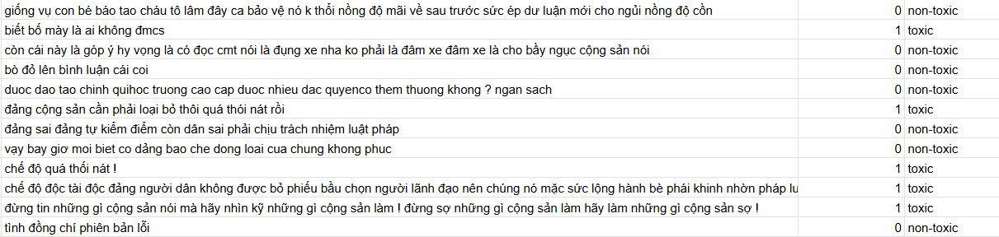 giống vụ con bé báo tao cháu tô lâm đây ca bảo vệ nó k thổi nồng độ mãi về sau trước sức ép dư luận mới cho ngủi nồng độ cồn 0 non-toxic
biết bố mày là ai không đmcs 1 toxic
còn cái này là góp ý hy vọng là có đọc cmt nói là đụng xe nha ko phải là đâm xe đâm xe là cho bầy ngục cộng sản nói 0 non-toxic
bò đỏ lên bình luận cái coi 0 non-toxic
duoc dao tao chinh quihoc truong cao cap duoc nhieu dac quyenco them thuong khong ? ngan sach 0 non-toxic
đảng cộng sản cần phải loại bỏ thôi quá thói nát rồi 1 toxic
đảng sai đảng tự kiểm điểm còn dân sai phải chịu trách nhiệm luật pháp 0 non-toxic
vạy bay giơ moi biet co dảng bao che dong loai cua chung khong phuc 0 non-toxic
chế độ quá thối nát ! 1 toxic
chế độ độc tài độc đảng người dân không được bỏ phiếu bầu chọn người lãnh đạo nên chúng nó mặc sức lộng hành bè phái khinh nhờn pháp lu 1 toxic
đừng tin những gì cộng sản nói mà hãy nhìn kỹ những gì cộng sản làm ! đừng sợ những gì cộng sản làm hãy làm những gì cộng sản sợ ! 1 toxic
tình đồng chí phiên bản lỗi 0 non-toxic